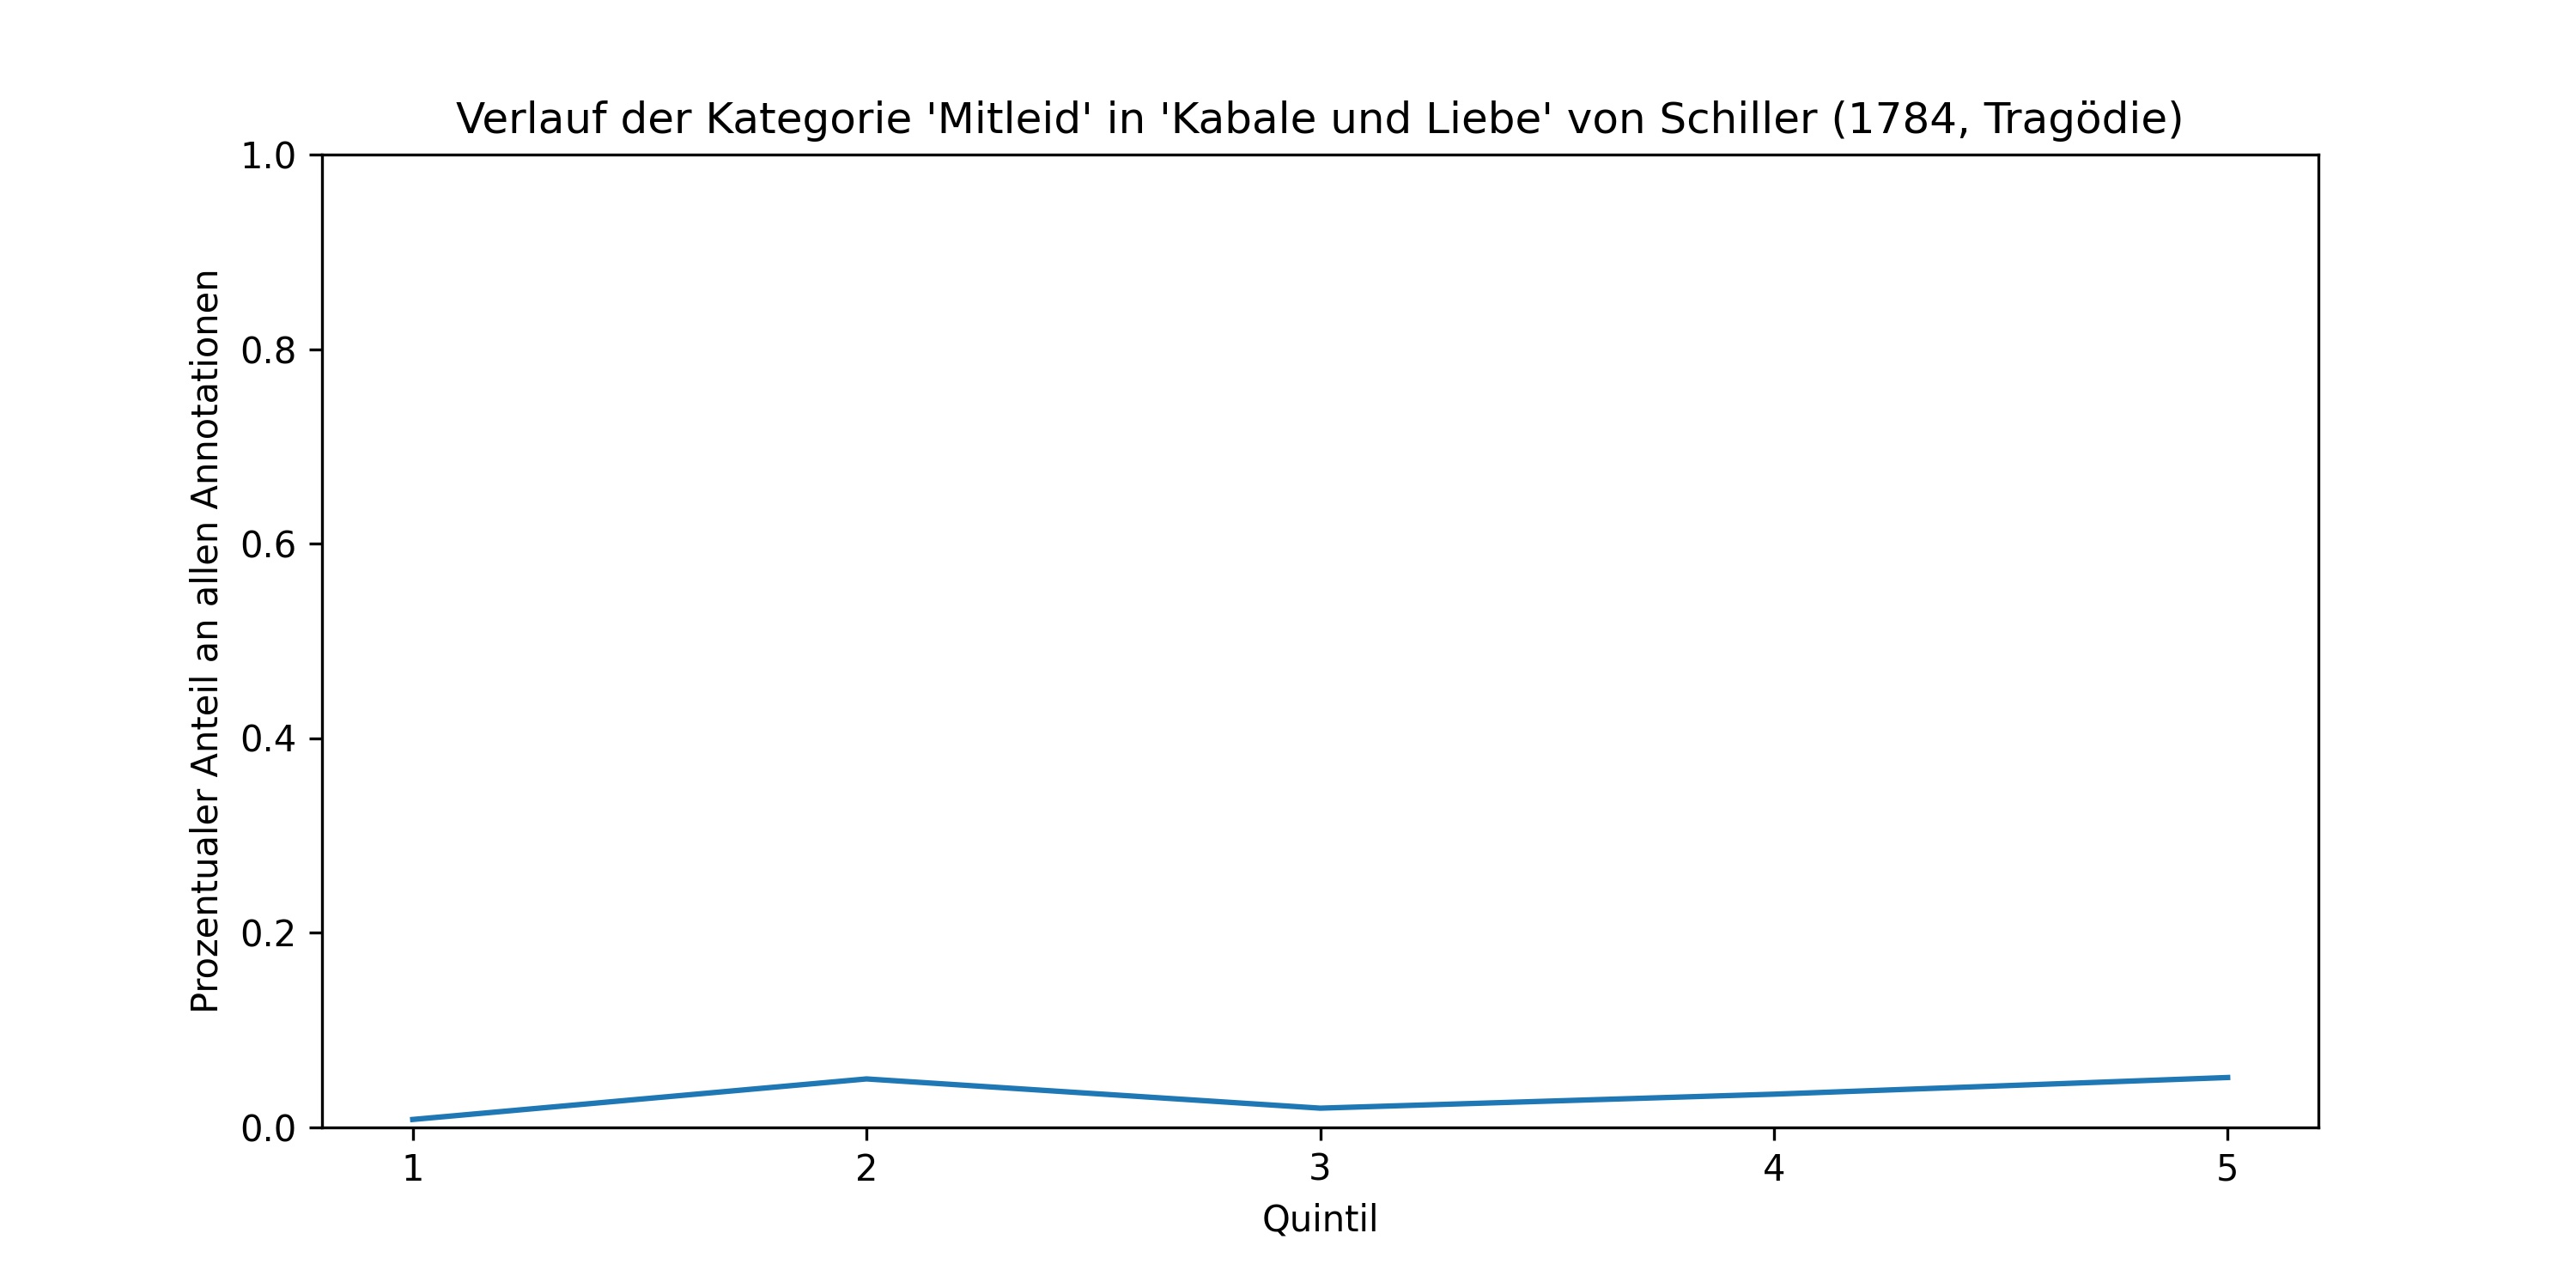 Verlauf der Kategorie 'Mitleid' in 'Kabale und Liebe' von Schiller (1784, Tragödie)
Prozentualer Anteil an allen Annotationen
1.0
0.8
0.6
0.4
0.2
0.0
1 2 3 4 5
Quintil